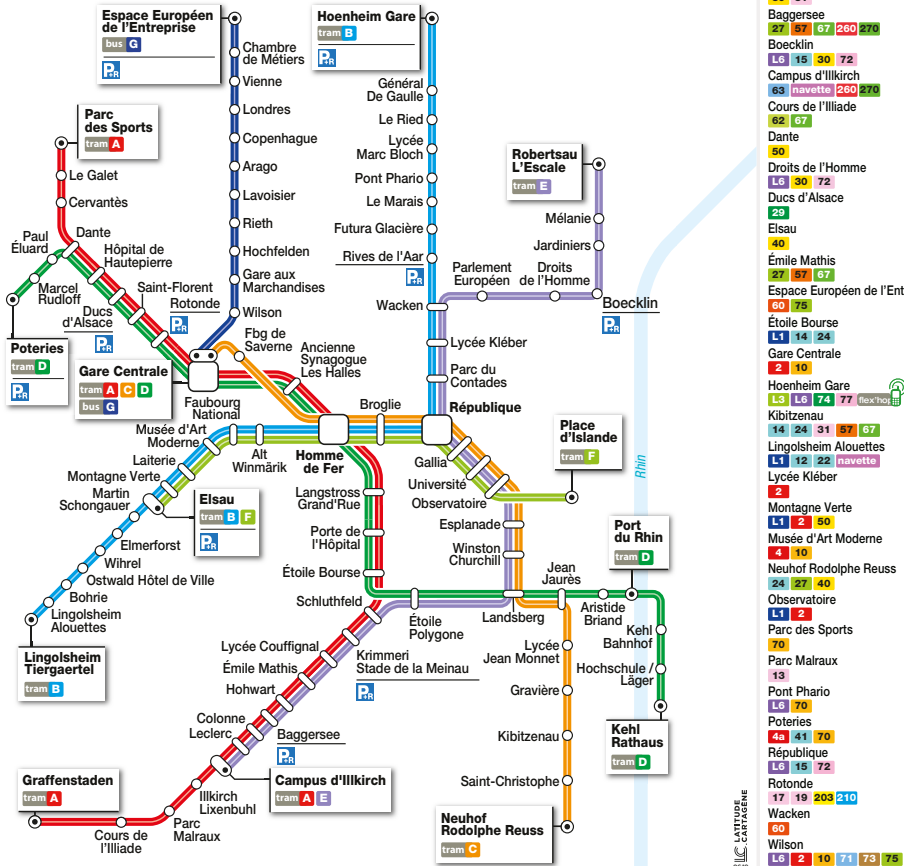 Espace Européen
de l'Entreprise
bus G
P+R
Chambre
de Métiers
Vienne
Londres
Copenhague
Arago
Lavoisier
Rieth
Hochfelden
Gare aux
Marchandises
Wilson
Hoenheim Gare
tram B
P+R
Général
De Gaulle
Le Ried
Lycée
Marc Bloch
Pont Phario
Le Marais
Futura Glacière
Rives de l'Aar
P+R
Wacken
Lycée Kléber
Parc du
Contades
République
Robertsau
L'Escale
tram E
Mélanie
Jardiniers
Parlement
Européen
Droits
de l'Homme
Boecklin
P+R
Parc
des Sports
tram A
Le Galet
Cervantès
Dante
Paul
Éluard
Marcel
Rudloff
Poteries
tram D
P+R
Hôpital de
Hautepierre
Ducs
d'Alsace
P+R
Saint-Florent
Rotonde
P+R
Gare Centrale
tram A C D
bus G
Fbg de
Saverne
Ancienne
Synagogue
Les Halles
Faubourg
National
Broglie
Musée d'Art
Moderne
Alt
Winmärik
Homme
de Fer
Laiterie
Montagne Verte
Martin
Schongauer
Elsau
tram B F
P+R
Elmerforst
Wihrel
Ostwald Hôtel de Ville
Bohrie
Lingolsheim
Alouettes
Lingolsheim
Tiergaertel
tram B
Gallia
Université
Observatoire
Place
d'Islande
tram F
Esplanade
Winston
Churchill
Landsberg
Langstross
Grand'Rue
Porte de
l'Hôpital
Étoile Bourse
Schluthfeld
Étoile
Polygone
Jean
Jaurès
Aristide
Briand
Port
du Rhin
tram D
Rhin
Kehl
Bahnhof
Hochschule /
Läger
Kehl
Rathaus
tram D
Lycée
Jean Monnet
Gravière
Kibitzenau
Saint-Christophe
Neuhof
Rodolphe Reuss
tram C
Krimmeri
Stade de la Meinau
P+R
Lycée Couffignal
Émile Mathis
Hohwart
Colonne
Leclerc
Baggersee
P+R
Campus d'Illkirch
tram A E
Illkirch
Lixenbuhl
Parc
Malraux
Cours de
l'Illiade
Graffenstaden
tram A
LATITUDE
CARTAGÈNE
Baggersee
27 57 67 260 270
Boecklin
L6 15 30 72
Campus d'Illkirch
63 navette 260 270
Cours de l'Illiade
62 67
Dante
50
Droits de l'Homme
L6 30 72
Ducs d'Alsace
29
Elsau
40
Émile Mathis
27 57 67
Espace Européen de l'Ent
60 75
Étoile Bourse
L1 14 24
Gare Centrale
2 10
Hoenheim Gare
L3 L6 74 77 flex'hop
Kibitzenau
14 24 31 57 67
Lingolsheim Alouettes
L1 12 22 navette
Lycée Kléber
2
Montagne Verte
L1 2 50
Musée d'Art Moderne
4 10
Neuhof Rodolphe Reuss
24 27 40
Observatoire
L1 2
Parc des Sports
70
Parc Malraux
13
Pont Phario
L6 70
Poteries
4a 41 70
République
L6 15 72
Rotonde
17 19 203 210
Wacken
60
Wilson
L6 2 10 71 73 75